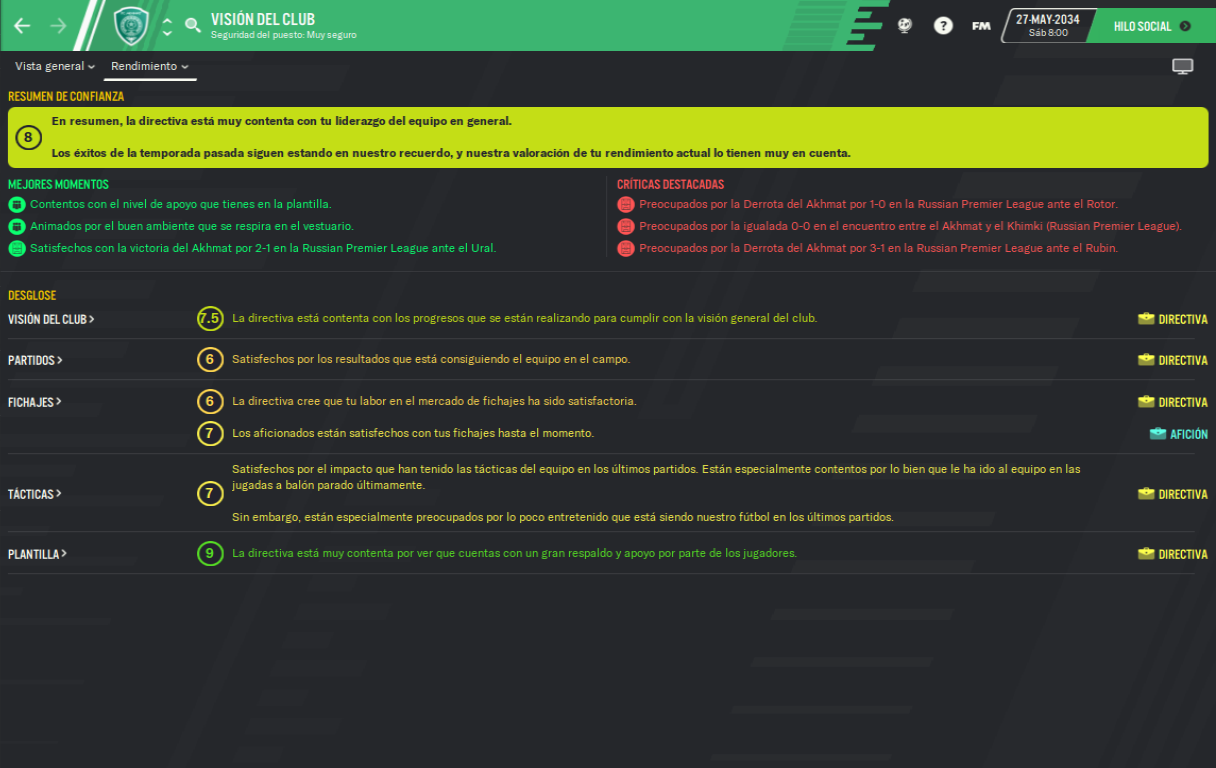 VISIÓN DEL CLUB
Seguridad del puesto: Muy seguro
FM
27-MAY-2034
Sáb 8:00
HILO SOCIAL
Vista general
Rendimiento
RESUMEN DE CONFIANZA
8
En resumen, la directiva está muy contenta con tu liderazgo del equipo en general.
Los éxitos de la temporada pasada siguen estando en nuestro recuerdo, y nuestra valoración de tu rendimiento actual lo tienen muy en cuenta.
MEJORES MOMENTOS
Contentos con el nivel de apoyo que tienes en la plantilla.
Animados por el buen ambiente que se respira en el vestuario.
Satisfechos con la victoria del Akhmat por 2-1 en la Russian Premier League ante el Ural.
CRÍTICAS DESTACADAS
Preocupados por la Derrota del Akhmat por 1-0 en la Russian Premier League ante el Rotor.
Preocupados por la igualada 0-0 en el encuentro entre el Akhmat y el Khimki (Russian Premier League).
Preocupados por la Derrota del Akhmat por 3-1 en la Russian Premier League ante el Rubin.
DESGLOSE
VISIÓN DEL CLUB
7.5
La directiva está contenta con los progresos que se están realizando para cumplir con la visión general del club.
DIRECTIVA
PARTIDOS
6
Satisfechos por los resultados que está consiguiendo el equipo en el campo.
DIRECTIVA
FICHAJES
6
La directiva cree que tu labor en el mercado de fichajes ha sido satisfactoria.
DIRECTIVA
7
Los aficionados están satisfechos con tus fichajes hasta el momento.
AFICIÓN
TÁCTICAS
7
Satisfechos por el impacto que han tenido las tácticas del equipo en los últimos partidos. Están especialmente contentos por lo bien que le ha ido al equipo en las
jugadas a balón parado últimamente.
Sin embargo, están especialmente preocupados por lo poco entretenido que está siendo nuestro fútbol en los últimos partidos.
DIRECTIVA
PLANTILLA
9
La directiva está muy contenta por ver que cuentas con un gran respaldo y apoyo por parte de los jugadores.
DIRECTIVA